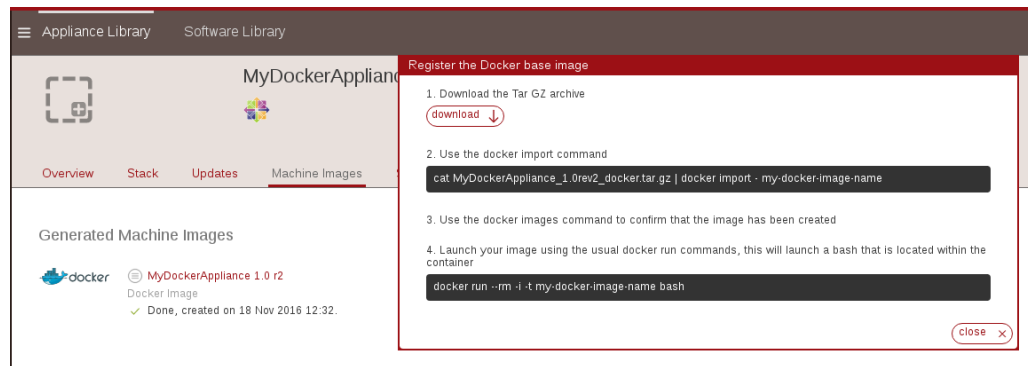 Appliance Library
Software Library
MyDockerApplianc
Overview
Stack
Updates
Machine Images
Generated Machine Images
docker
MyDockerAppliance 1.0 r2
Docker Image
Done, created on 18 Nov 2016 12:32.
Register the Docker base image
1. Download the Tar GZ archive
download
2. Use the docker import command
cat MyDockerAppliance_1.0rev2_docker.tar.gz | docker import - my-docker-image-name
3. Use the docker images command to confirm that the image has been created
4. Launch your image using the usual docker run commands, this will launch a bash that is located within the
container
docker run --rm -i -t my-docker-image-name bash
close